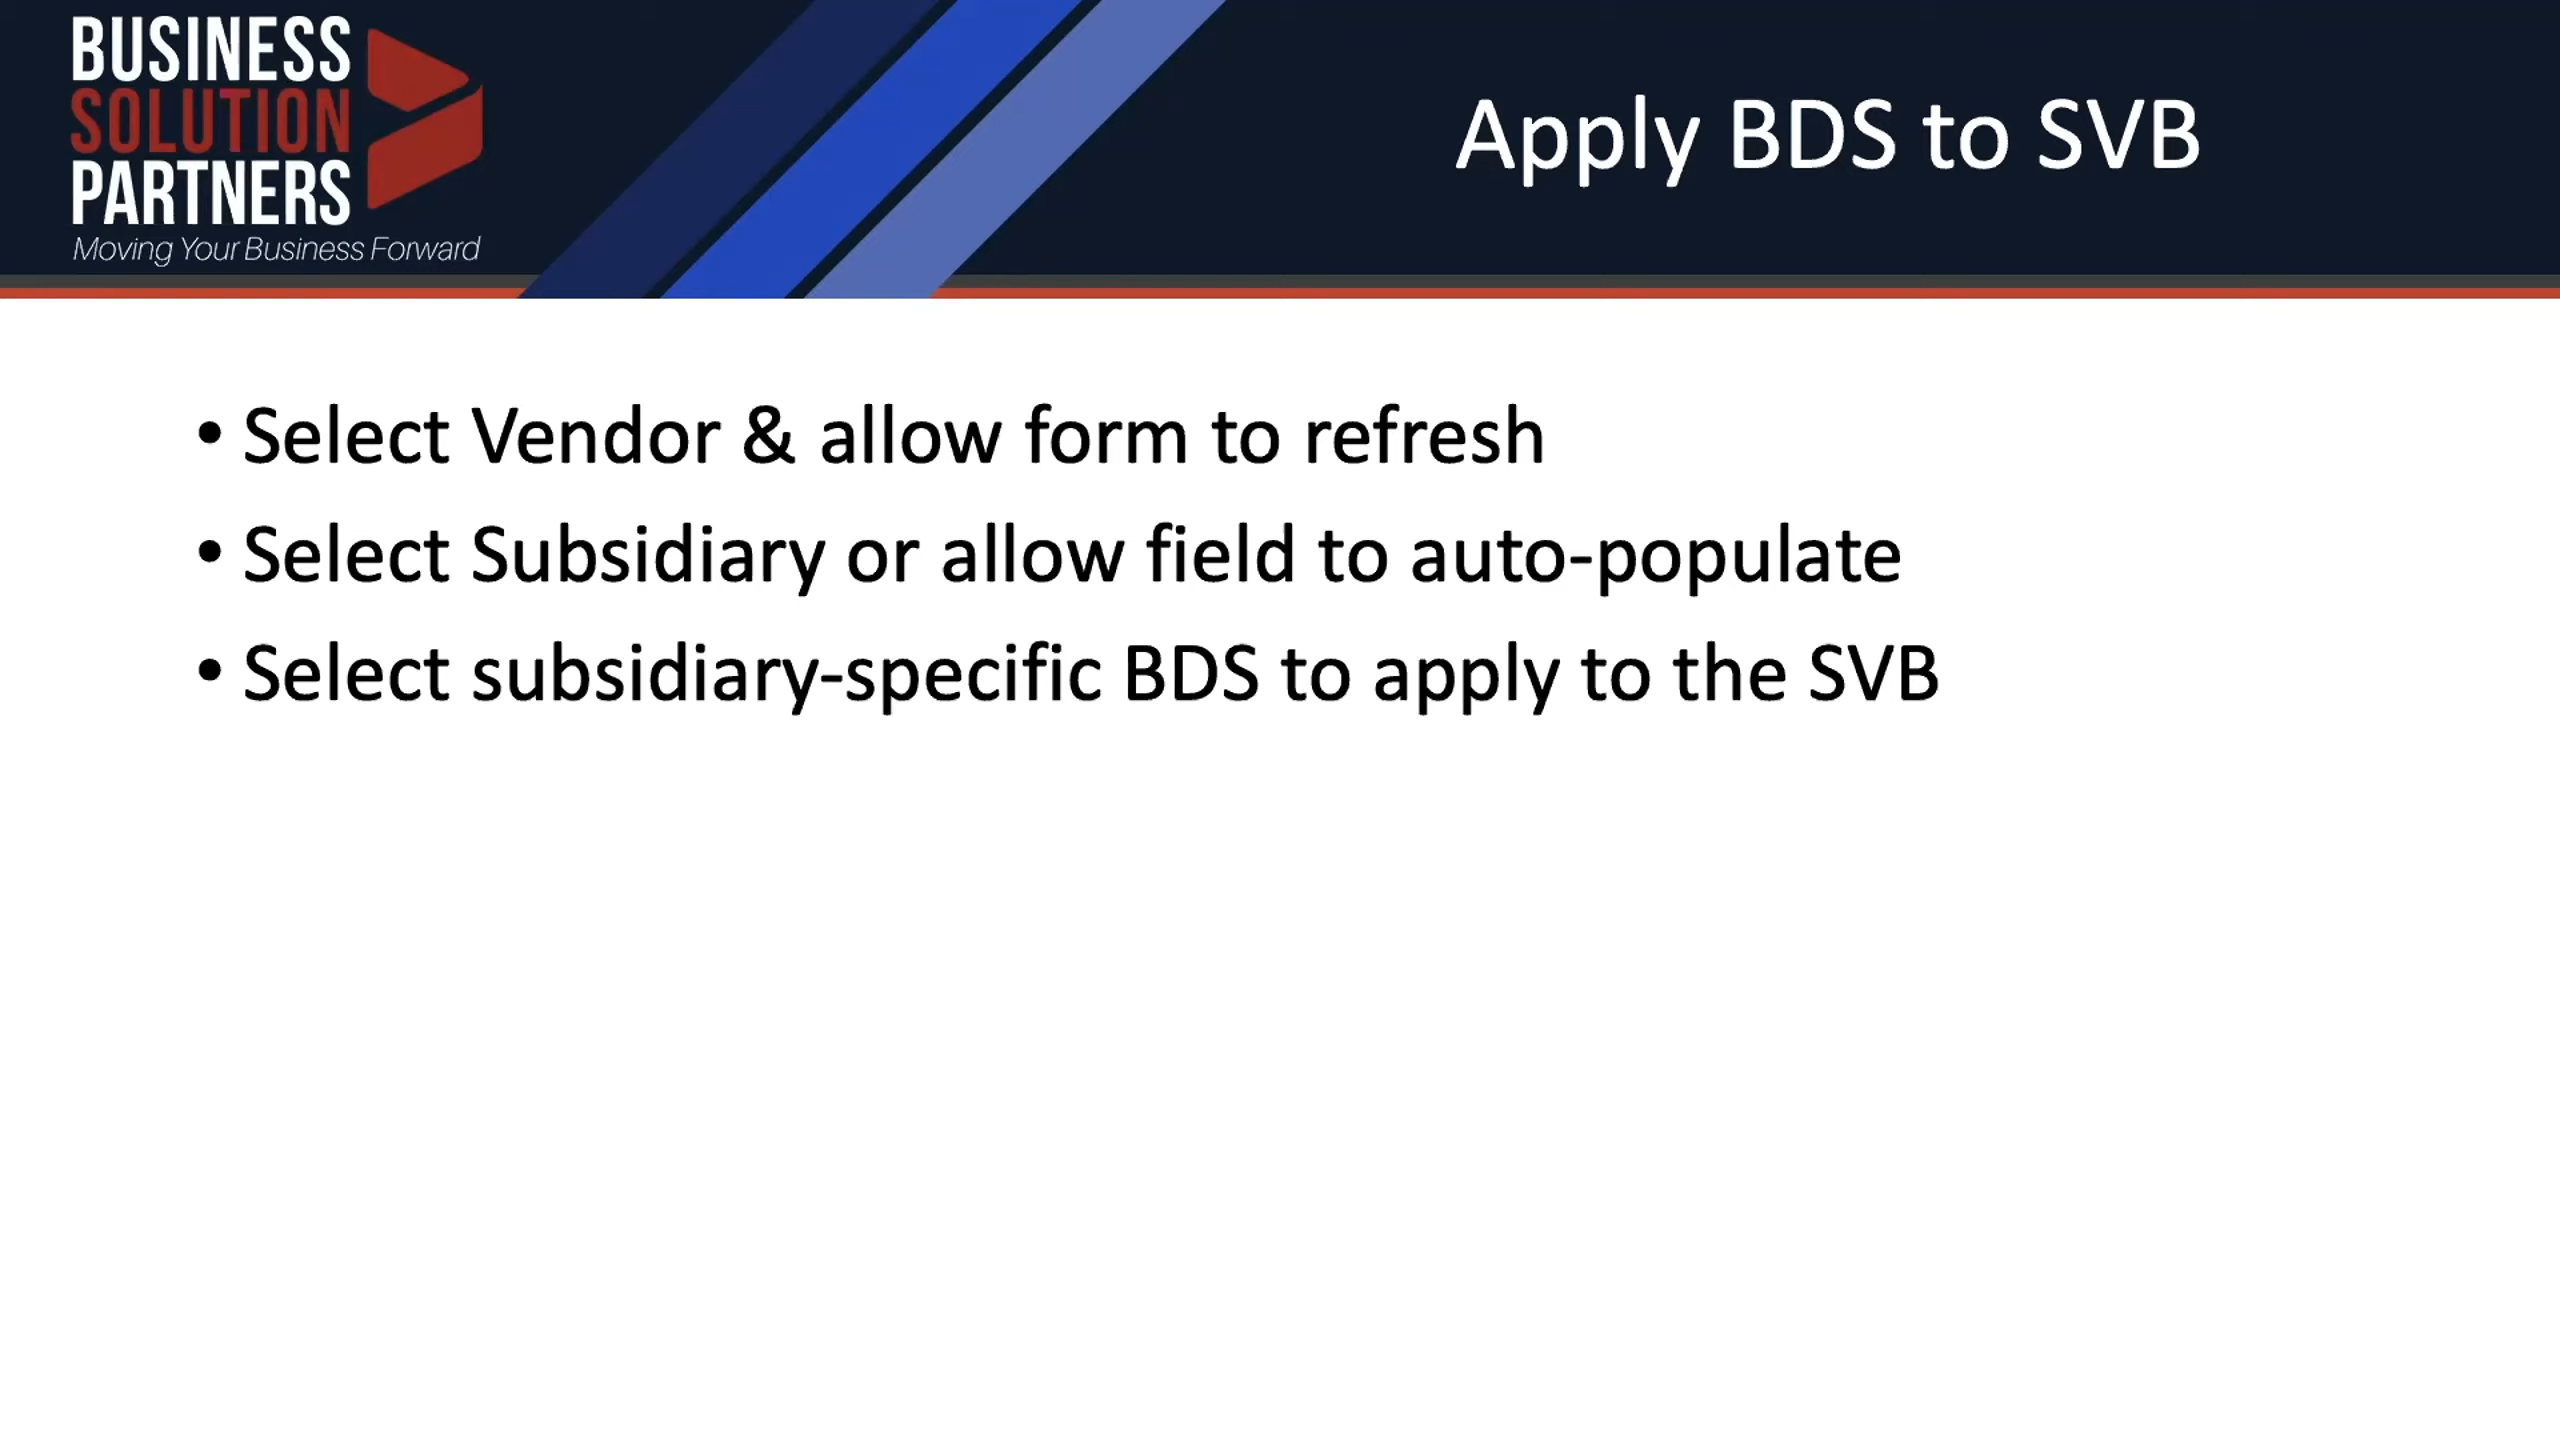 BUSINESS
SOLUTION
PARTNERS
Moving Your Business Forward
Apply BDS to SVB
• Select Vendor & allow form to refresh
• Select Subsidiary or allow field to auto-populate
• Select subsidiary-specific BDS to apply to the SVB